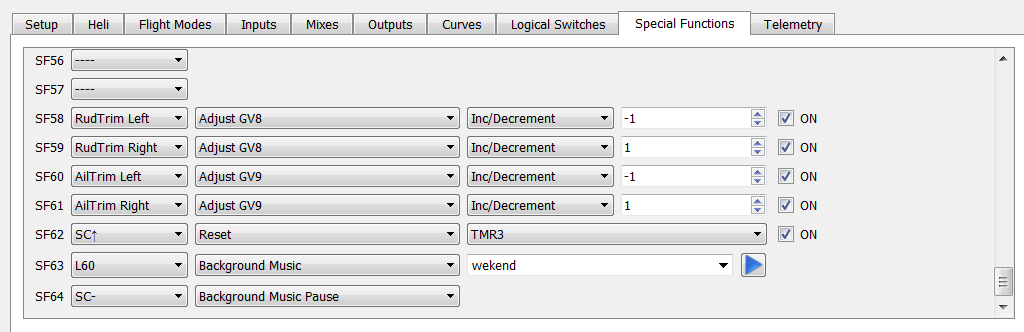 Setup Heli Flight Modes Inputs Mixes Outputs Curves Logical Switches Special Functions Telemetry
SF56 ----
SF57 ----
SF58 RudTrim Left Adjust GV8 Inc/Decrement -1 ON
SF59 RudTrim Right Adjust GV8 Inc/Decrement 1 ON
SF60 AilTrim Left Adjust GV9 Inc/Decrement -1 ON
SF61 AilTrim Right Adjust GV9 Inc/Decrement 1 ON
SF62 SC↑ Reset TMR3 ON
SF63 L60 Background Music wekend
SF64 SC- Background Music Pause